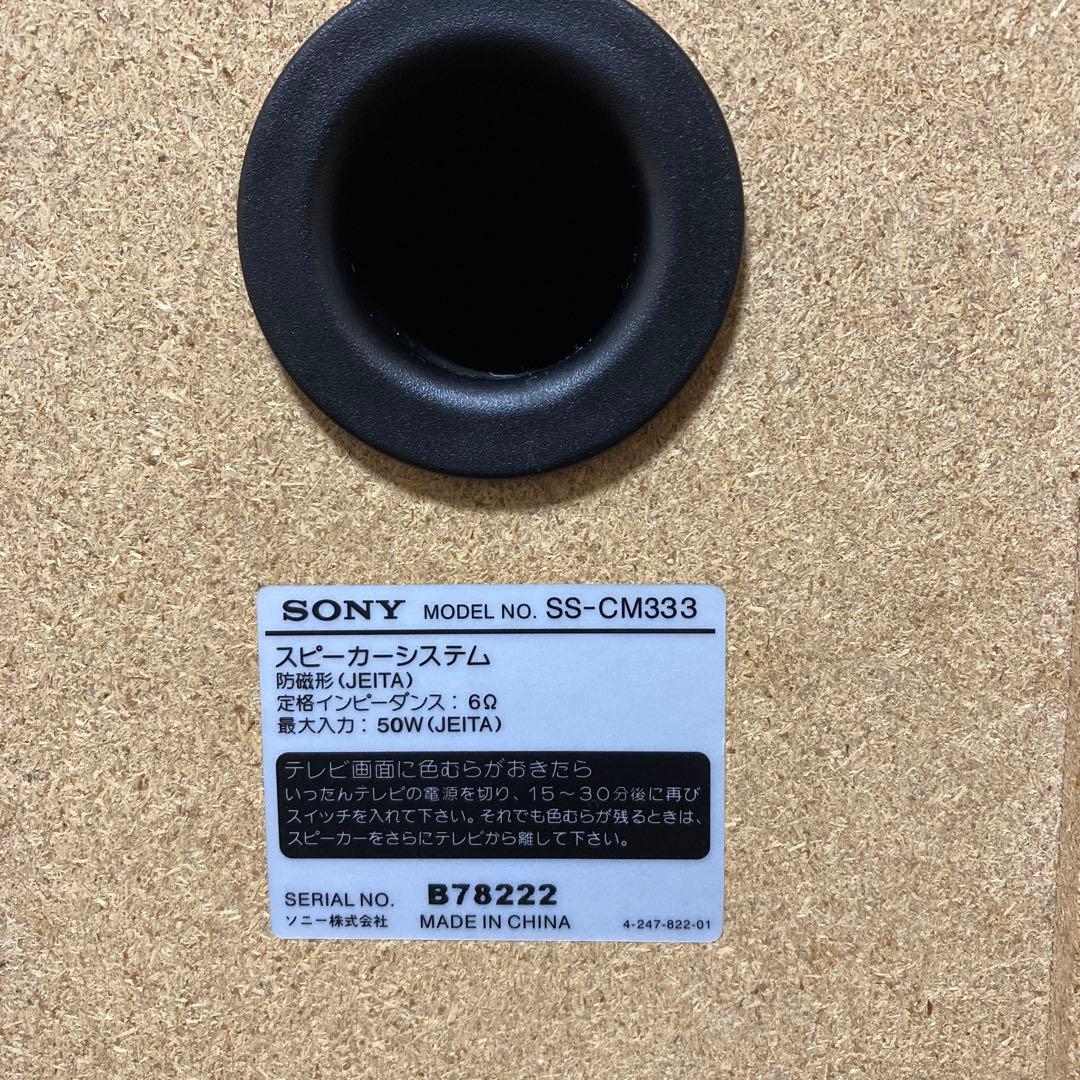 SONY MODEL NO. SS-CM333
スピーカーシステム
防磁形(JEITA)
定格インピーダンス: 6Ω
最大入力: 50W(JEITA)
テレビ画面に色むらがおきたら
いったんテレビの電源を切り、15～30分後に再び
スイッチを入れて下さい。それでも色むらが残るときは、
スピーカーをさらにテレビから離して下さい。
SERIAL NO. B78222
ソニー株式会社 MADE IN CHINA 4-247-822-01